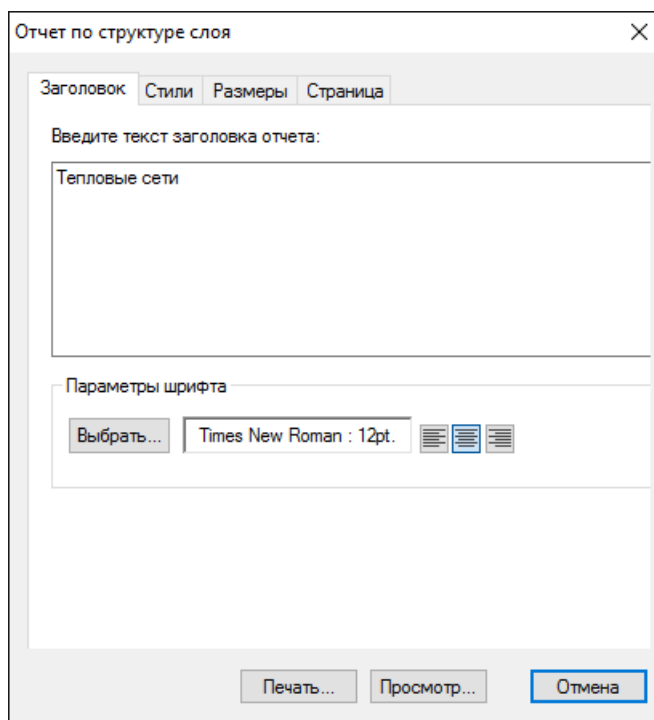 Отчет по структуре слоя
Заголовок Стили Размеры Страница
Введите текст заголовка отчета:
Тепловые сети
Параметры шрифта
Выбрать... Times New Roman : 12pt.
Печать... Просмотр... Отмена